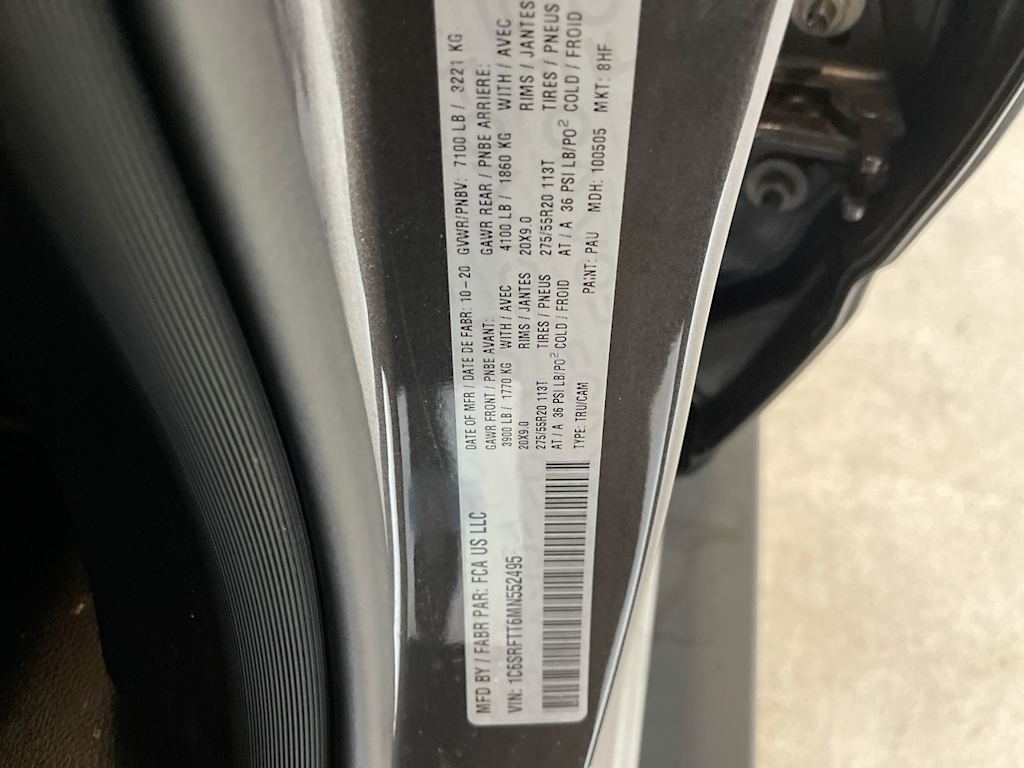 MFD BY / FABR PAR: FCA US LLC
DATE OF MFR / DATE DE FABR: 10-20 GVWR/PNBV: 7100 LB / 3221 KG
GAWR FRONT / PNBE AVANT: GAWR REAR / PNBE ARRIERE:
3900 LB / 1770 KG WITH / AVEC 4100 LB / 1860 KG WITH / AVEC
20X9.0 RIMS / JANTES 20X9.0 RIMS / JANTES
275/55R20 113T TIRES / PNEUS 275/55R20 113T TIRES / PNEUS
AT / A 36 PSI LB/PO² COLD / FROID AT / A 36 PSI LB/PO² COLD / FROID
VIN: 1C6SRFTT6MN552495
TYPE: TRU/CAM PAINT: PAU MDH: 100505 MKT: 8HF